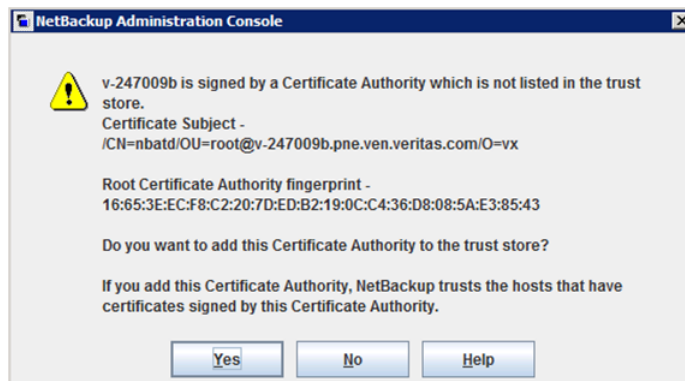 NetBackup Administration Console
v-247009b is signed by a Certificate Authority which is not listed in the trust
store.
Certificate Subject -
/CN=nbatd/OU=root@v-247009b.pne.ven.veritas.com/O=vx
Root Certificate Authority fingerprint -
16:65:3E:EC:F8:C2:20:7D:ED:B2:19:0C:C4:36:D8:08:5A:E3:85:43
Do you want to add this Certificate Authority to the trust store?
If you add this Certificate Authority, NetBackup trusts the hosts that have
certificates signed by this Certificate Authority.
Yes No Help